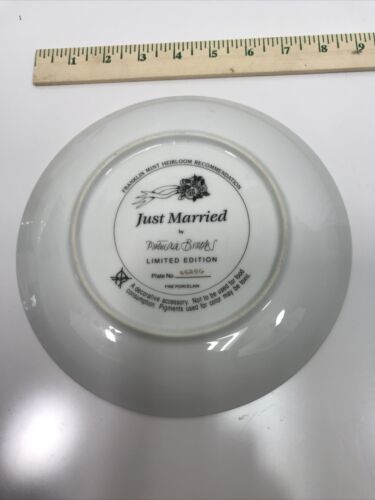 1 2 3 4 5 6 7 8 9
FRANKLIN MINT HEIRLOOM RECOMMENDATION
Just Married
by
Brooks
LIMITED EDITION
Plate No.
FINE PORCELAIN
A decorative accessory. Not to be used for food
consumption. Pigments used for color may be toxic.